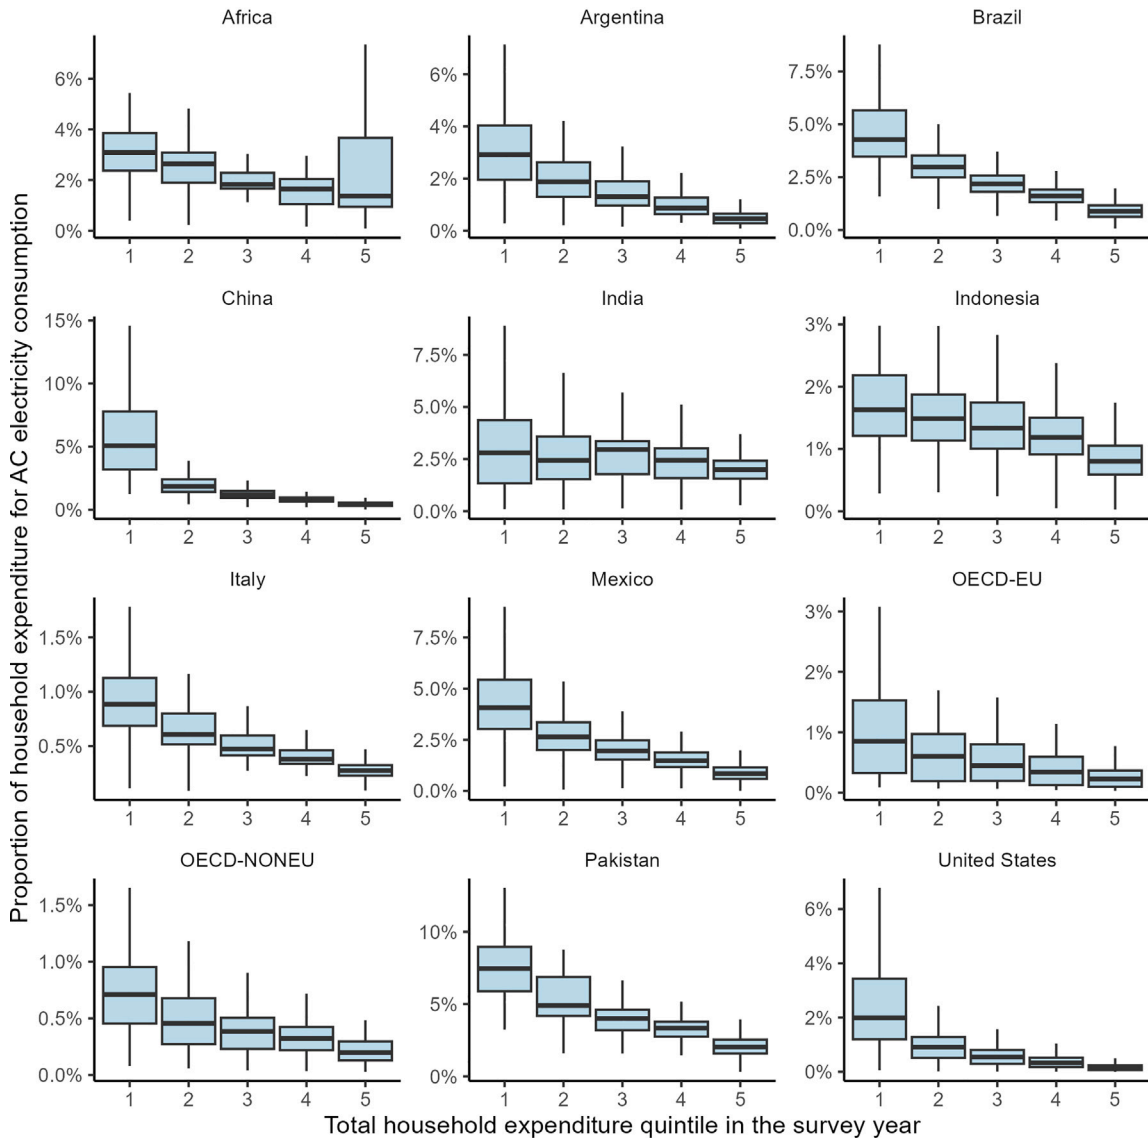 Proportion of household expenditure for AC electricity consumption
Africa
6%
4%
2%
0%
1 2 3 4 5
Argentina
6%
4%
2%
0%
1 2 3 4 5
Brazil
7.5%
5.0%
2.5%
0.0%
1 2 3 4 5
China
15%
10%
5%
0%
1 2 3 4 5
India
7.5%
5.0%
2.5%
0.0%
1 2 3 4 5
Indonesia
3%
2%
1%
0%
1 2 3 4 5
Italy
1.5%
1.0%
0.5%
1 2 3 4 5
Mexico
7.5%
5.0%
2.5%
0.0%
1 2 3 4 5
OECD-EU
3%
2%
1%
0%
1 2 3 4 5
OECD-NONEU
1.5%
1.0%
0.5%
0.0%
1 2 3 4 5
Pakistan
10%
5%
0%
1 2 3 4 5
United States
6%
4%
2%
0%
1 2 3 4 5
Total household expenditure quintile in the survey year